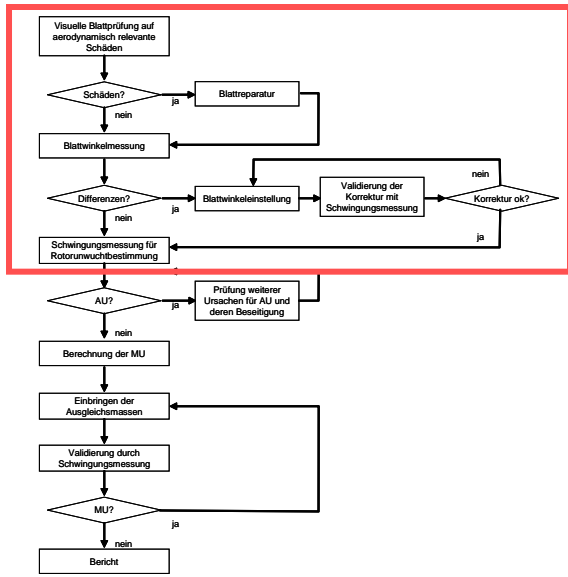 Visuelle Blattprüfung auf
aerodynamisch relevante
Schäden
Schäden?
ja
Blattreparatur
nein
Blattwinkelmessung
nein
Differenzen?
ja
Blattwinkeleinstellung
Validierung der
Korrektur mit
Schwingungsmessung
Korrektur ok?
nein
ja
Schwingungsmessung für
Rotorunwuchtbestimmung
AU?
ja
Prüfung weiterer
Ursachen für AU und
deren Beseitigung
nein
Berechnung der MU
Einbringen der
Ausgleichsmassen
Validierung durch
Schwingungsmessung
MU?
ja
nein
Bericht